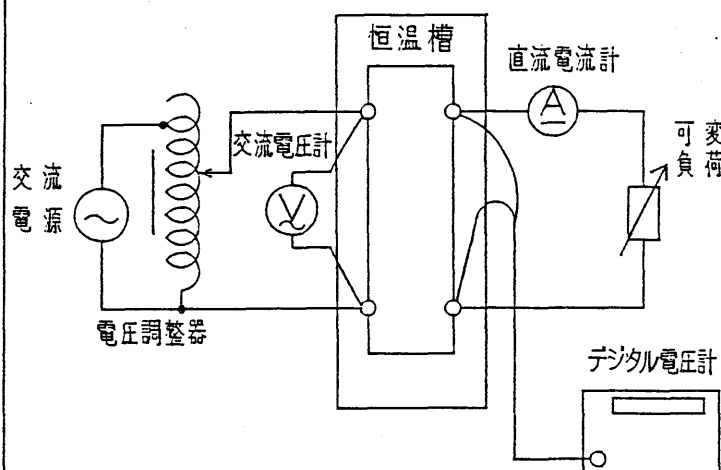 恒温槽
直流電流計
A
可変
負荷
交流電圧計
V
交流
電源
電圧調整器
デジタル電圧計